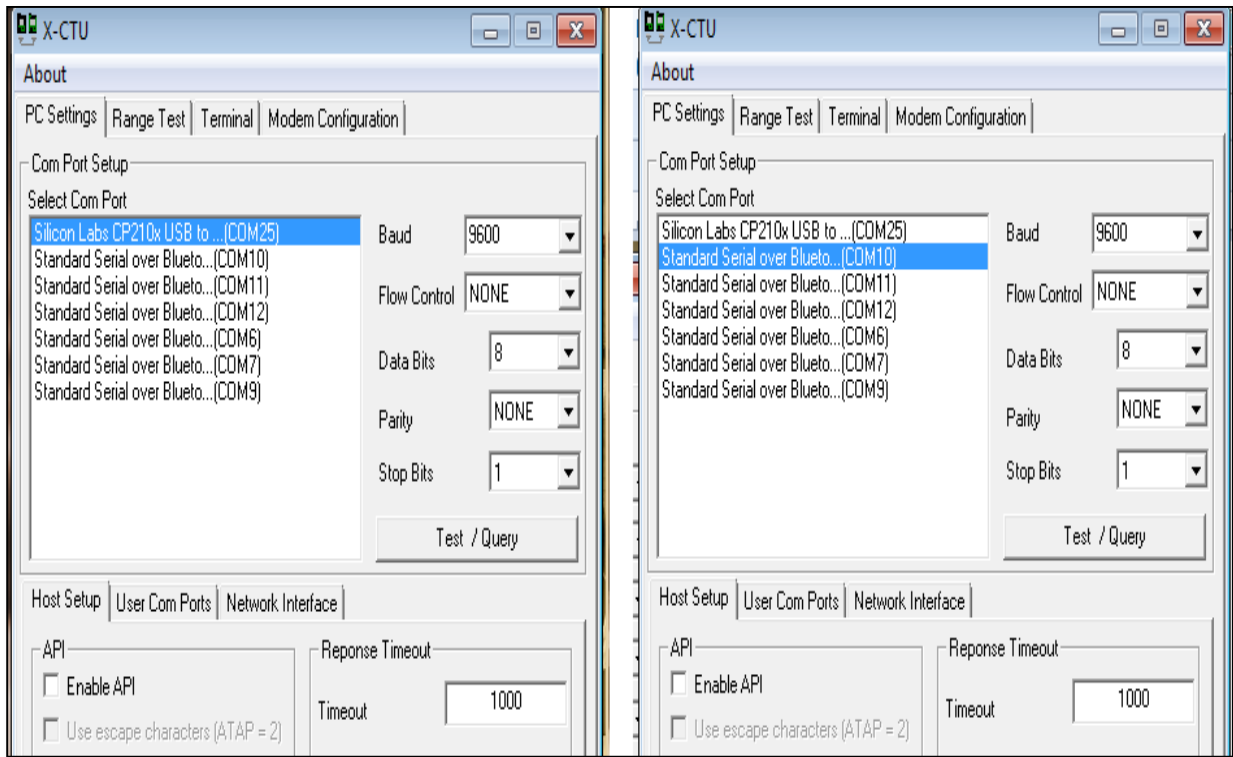 X-CTU
About
PC Settings Range Test Terminal Modem Configuration
Com Port Setup
Select Com Port
Silicon Labs CP210x USB to ...(COM25)
Standard Serial over Blueto...(COM10)
Standard Serial over Blueto...(COM11)
Standard Serial over Blueto...(COM12)
Standard Serial over Blueto...(COM6)
Standard Serial over Blueto...(COM7)
Standard Serial over Blueto...(COM9)
Baud 9600
Flow Control NONE
Data Bits 8
Parity NONE
Stop Bits 1
Test / Query
Host Setup User Com Ports Network Interface
API
Enable API
Use escape characters (ATAP = 2)
Reponse Timeout
Timeout 1000
X-CTU
About
PC Settings Range Test Terminal Modem Configuration
Com Port Setup
Select Com Port
Silicon Labs CP210x USB to ...(COM25)
Standard Serial over Blueto...(COM10)
Standard Serial over Blueto...(COM11)
Standard Serial over Blueto...(COM12)
Standard Serial over Blueto...(COM6)
Standard Serial over Blueto...(COM7)
Standard Serial over Blueto...(COM9)
Baud 9600
Flow Control NONE
Data Bits 8
Parity NONE
Stop Bits 1
Test / Query
Host Setup User Com Ports Network Interface
API
Enable API
Use escape characters (ATAP = 2)
Reponse Timeout
Timeout 1000